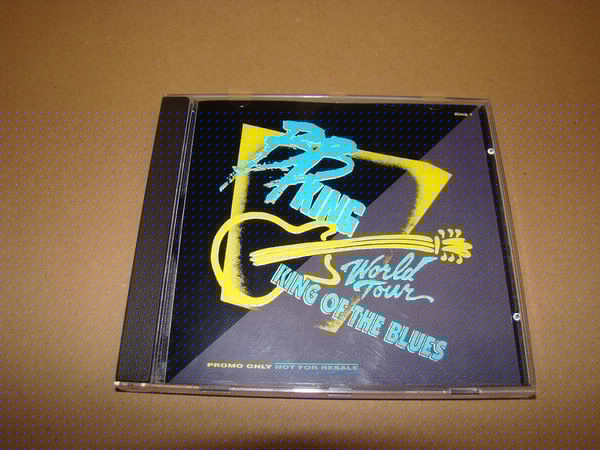 BB
KING
World
Tour
KING OF THE BLUES
PROMO ONLY NOT FOR RESALE